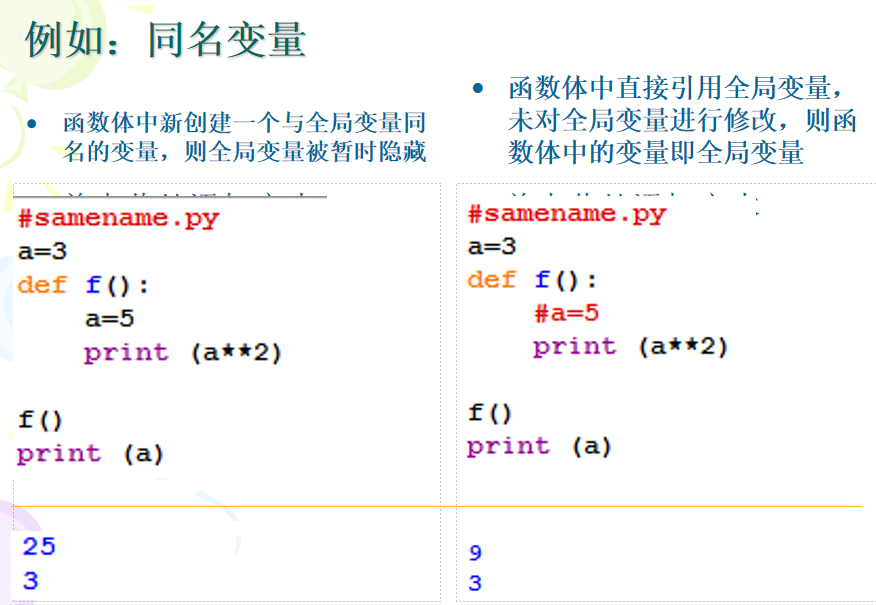 例如：同名变量
• 函数体中新创建一个与全局变量同
名的变量，则全局变量被暂时隐藏
#samename.py
a=3
def f():
    a=5
    print (a**2)
f()
print (a)
25
3
• 函数体中直接引用全局变量，
未对全局变量进行修改，则函
数体中的变量即全局变量
#samename.py
a=3
def f():
    #a=5
    print (a**2)
f()
print (a)
9
3